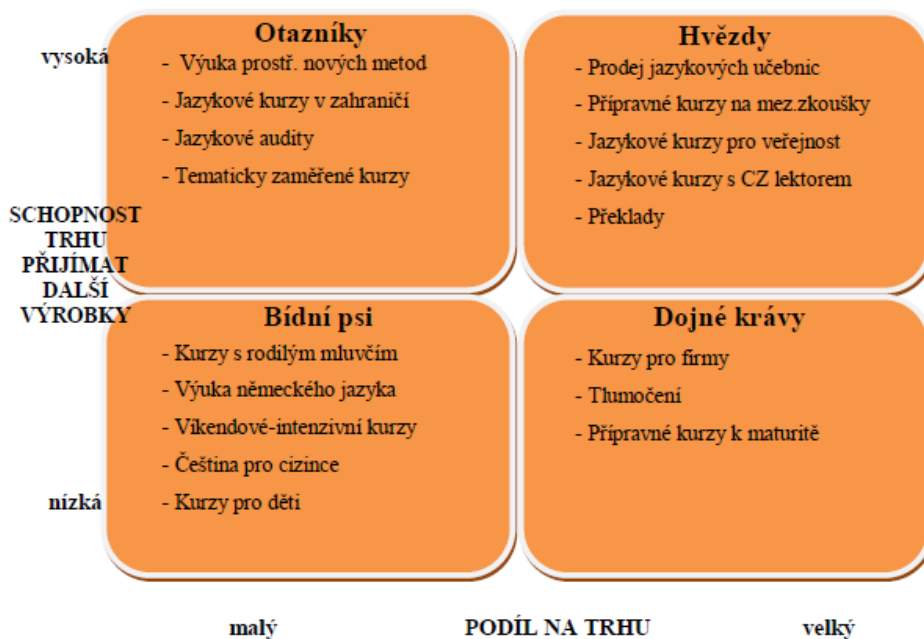 vysoká
Otazníky
- Výuka prostř. nových metod
- Jazykové kurzy v zahraničí
- Jazykové audity
- Tematicky zaměřené kurzy
Hvězdy
- Prodej jazykových učebnic
- Přípravné kurzy na mez.zkoušky
- Jazykové kurzy pro veřejnost
- Jazykové kurzy s CZ lektorem
- Překlady
SCHOPNOST
TRHU
PŘIJÍMAT
DALŠÍ
VÝROBKY
Bídní psi
- Kurzy s rodilým mluvčím
- Výuka německého jazyka
- Víkendové-intenzivní kurzy
- Čeština pro cizince
- Kurzy pro děti
Dojné krávy
- Kurzy pro firmy
- Tlumočení
- Přípravné kurzy k maturitě
nízká
malý
PODÍL NA TRHU
velký